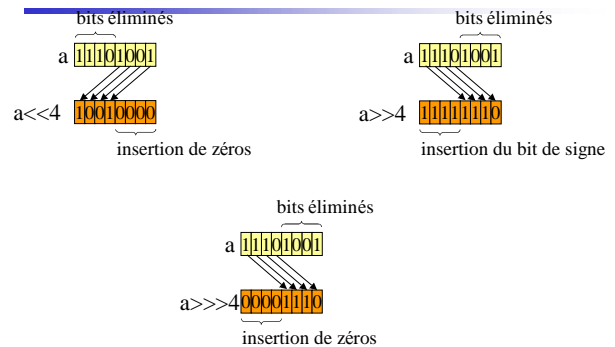 bits éliminés
a 11101001
a<<4 10010000
insertion de zéros
bits éliminés
a 11101001
a>>4 11111110
insertion du bit de signe
bits éliminés
a 11101001
a>>>4 00001110
insertion de zéros